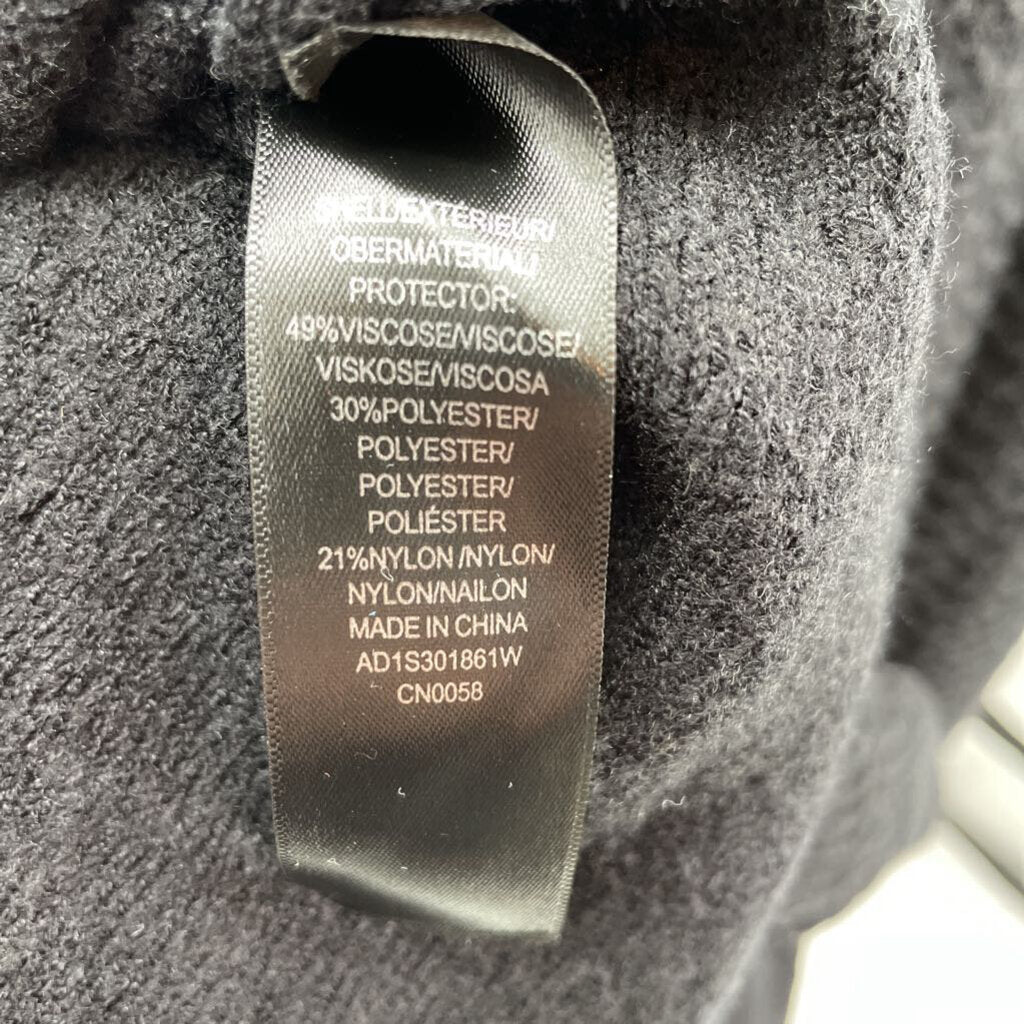 SHELL/EXTERIEUR/
OBERMATERIAL/
PROTECTOR:
49%VISCOSE/VISCOSE/
VISKOSE/VISCOSA
30%POLYESTER/
POLYESTER/
POLYESTER/
POLIÉSTER
21%NYLON /NYLON/
NYLON/NAILON
MADE IN CHINA
AD1S301861W
CN0058